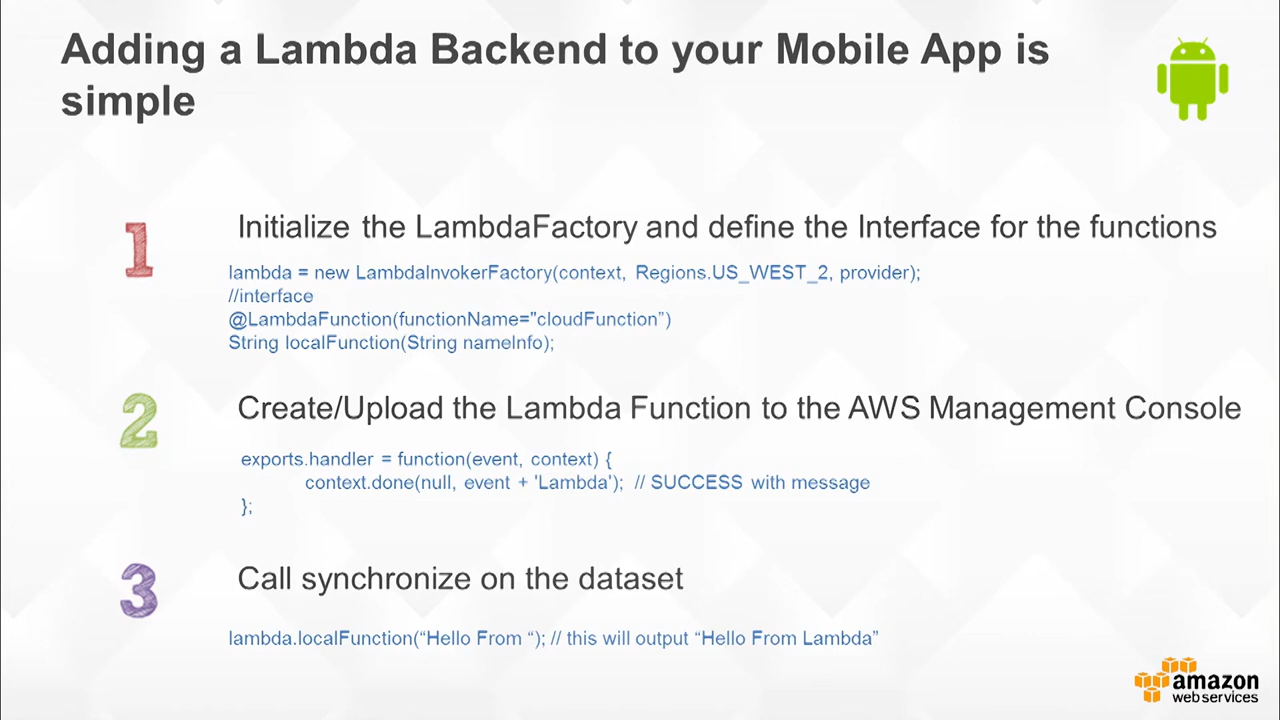 Adding a Lambda Backend to your Mobile App is
simple
1
Initialize the LambdaFactory and define the Interface for the functions
lambda = new LambdaInvokerFactory(context, Regions.US_WEST_2, provider);
//interface
@LambdaFunction(functionName="cloudFunction”)
String localFunction(String nameInfo);
2
Create/Upload the Lambda Function to the AWS Management Console
exports.handler = function(event, context) {
context.done(null, event + 'Lambda'); // SUCCESS with message
};
3
Call synchronize on the dataset
lambda.localFunction(“Hello From “); // this will output “Hello From Lambda”
amazon
web services